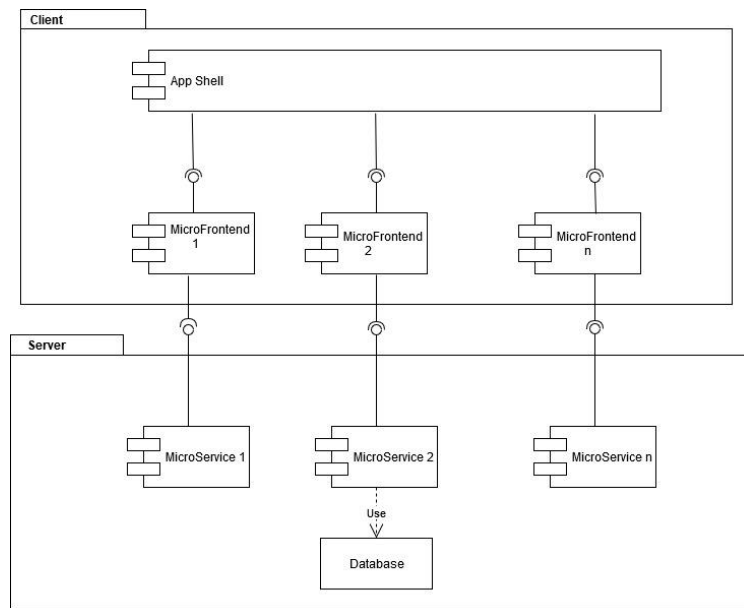 Client
App Shell
MicroFrontend
1
MicroFrontend
2
MicroFrontend
n
Server
MicroService 1
MicroService 2
MicroService n
Use
Database